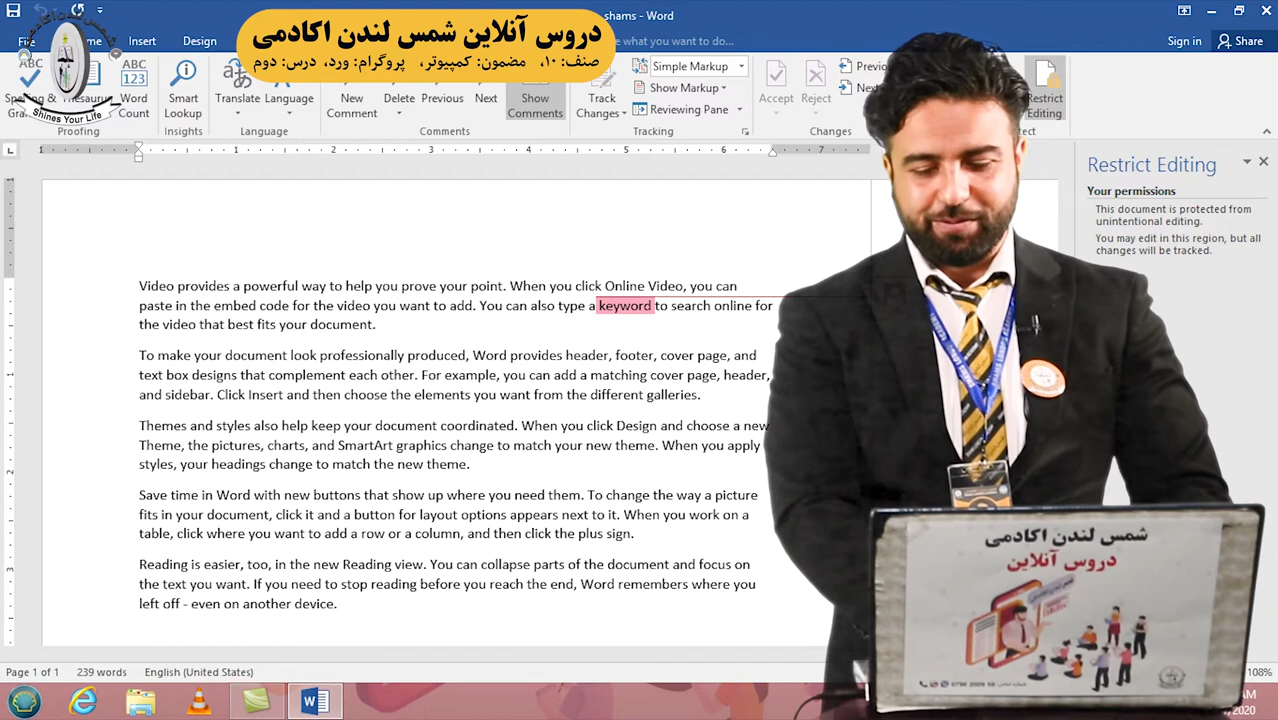 shams - Word
دروس آنلاین شمس لندن اکادمی
صنف: ۱۰، مضمون: کمپیوتر، پروگرام: ورد، درس: دوم
File
Insert
Design
what you want to do...
Sign in
Share
Shines Your Life
Thesaurus
Word Count
Smart Lookup
Translate
Language
New Comment
Delete
Previous
Next
Show Comments
Track Changes
Simple Markup
Show Markup
Reviewing Pane
Accept
Reject
Restrict Editing
Proofing
Insights
Language
Comments
Tracking
Changes
Restrict Editing
Your permissions
This document is protected from
unintentional editing.
You may edit in this region, but all
changes will be tracked.
Video provides a powerful way to help you prove your point. When you click Online Video, you can
paste in the embed code for the video you want to add. You can also type a keyword to search online for
the video that best fits your document.
To make your document look professionally produced, Word provides header, footer, cover page, and
text box designs that complement each other. For example, you can add a matching cover page, header,
and sidebar. Click Insert and then choose the elements you want from the different galleries.
Themes and styles also help keep your document coordinated. When you click Design and choose a new
Theme, the pictures, charts, and SmartArt graphics change to match your new theme. When you apply
styles, your headings change to match the new theme.
Save time in Word with new buttons that show up where you need them. To change the way a picture
fits in your document, click it and a button for layout options appears next to it. When you work on a
table, click where you want to add a row or a column, and then click the plus sign.
Reading is easier, too, in the new Reading view. You can collapse parts of the document and focus on
the text you want. If you need to stop reading before you reach the end, Word remembers where you
left off - even on another device.
شمس لندن اکادمی
دروس آنلاین
Page 1 of 1
239 words
English (United States)
108%